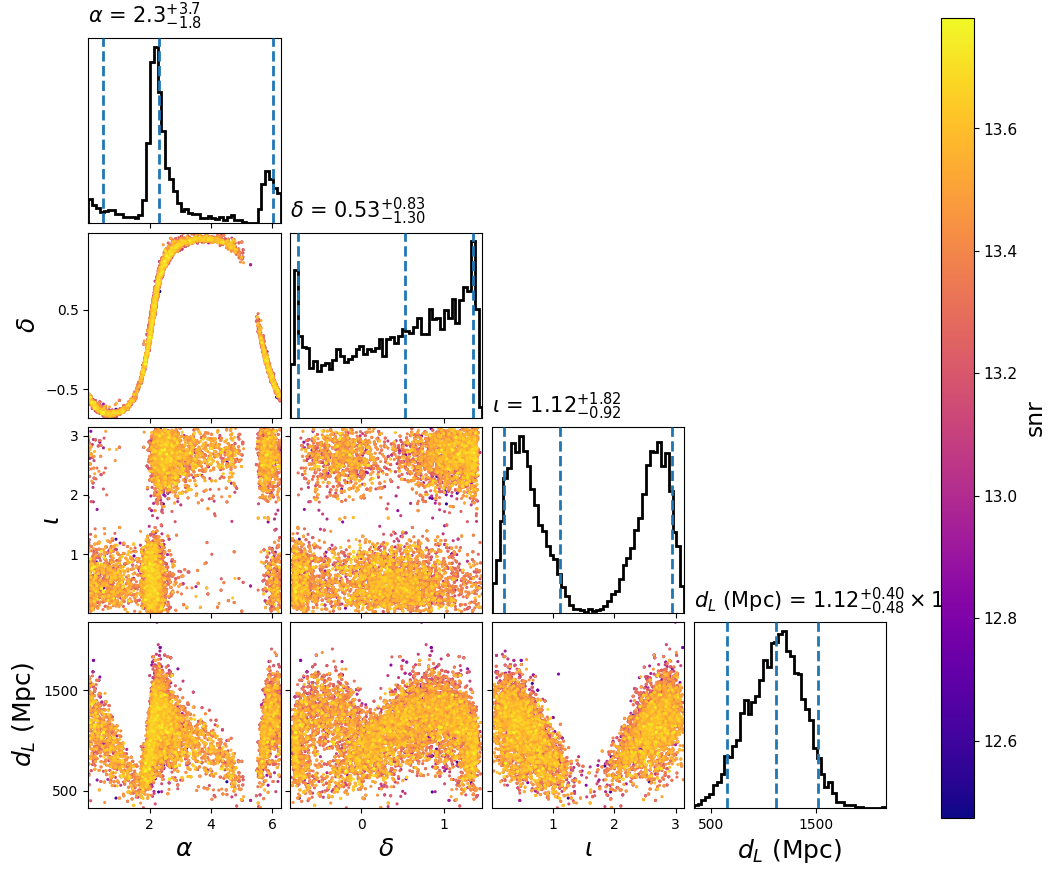 α = 2.3+3.7−1.8
δ = 0.53+0.83−1.30
ι = 1.12+1.82−0.92
dL (Mpc) = 1.12+0.40−0.48 × 1
δ
0.5
−0.5
ι
3
2
1
dL (Mpc)
1500
500
2 4 6
0 1
1 2 3
500 1500
α
δ
ι
dL (Mpc)
13.6
13.4
13.2
13.0
12.8
12.6
snr